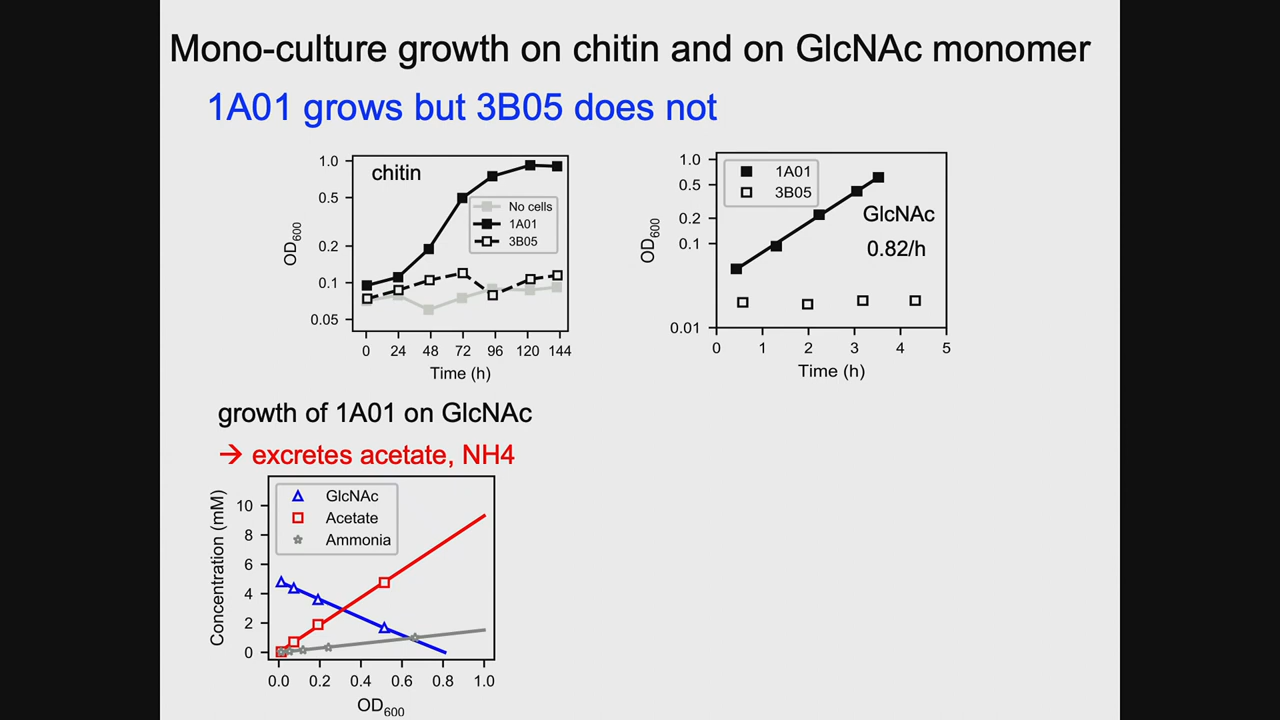 Mono-culture growth on chitin and on GlcNAc monomer
1A01 grows but 3B05 does not
chitin
1.0
0.5
0.2
0.1
0.05
OD600
No cells
1A01
3B05
0 24 48 72 96 120 144
Time (h)
1.0
0.5
0.2
0.1
0.01
OD600
1A01
3B05
GlcNAc
0.82/h
0 1 2 3 4 5
Time (h)
growth of 1A01 on GlcNAc
→ excretes acetate, NH4
Concentration (mM)
10
8
6
4
2
0
GlcNAc
Acetate
Ammonia
0.0 0.2 0.4 0.6 0.8 1.0
OD600